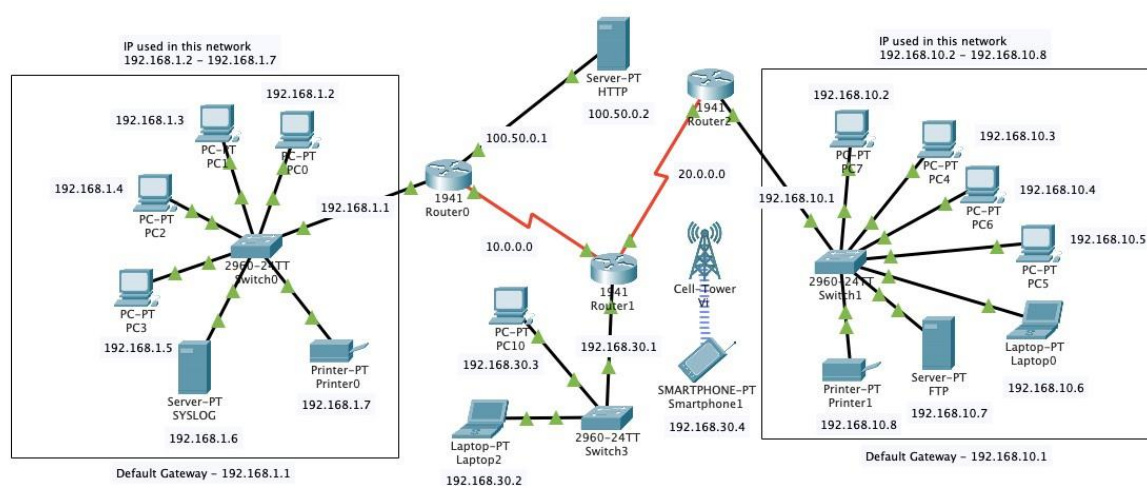 IP used in this network
192.168.1.2 - 192.168.1.7
192.168.1.2
192.168.1.3
PC-PT
PC1
PC-PT
PC0
192.168.1.4
PC-PT
PC2
192.168.1.1
2960-24TT
Switch0
PC-PT
PC3
192.168.1.5
Server-PT
SYSLOG
192.168.1.6
Printer-PT
Printer0
192.168.1.7
Default Gateway - 192.168.1.1
Server-PT
HTTP
100.50.0.2
100.50.0.1
1941
Router0
10.0.0.0
1941
Router2
20.0.0.0
1941
Router1
Cell-Tower
PC-PT
PC10
192.168.30.3
192.168.30.1
SMARTPHONE-PT
Smartphone1
192.168.30.4
2960-24TT
Switch3
Laptop-PT
Laptop2
192.168.30.2
IP used in this network
192.168.10.2 - 192.168.10.8
192.168.10.2
PC-PT
PC7
192.168.10.3
PC-PT
PC4
192.168.10.4
PC-PT
PC6
192.168.10.1
192.168.10.5
PC-PT
PC5
2960-24TT
Switch1
Laptop-PT
Laptop0
192.168.10.6
Server-PT
FTP
192.168.10.7
Printer-PT
Printer1
192.168.10.8
Default Gateway - 192.168.10.1